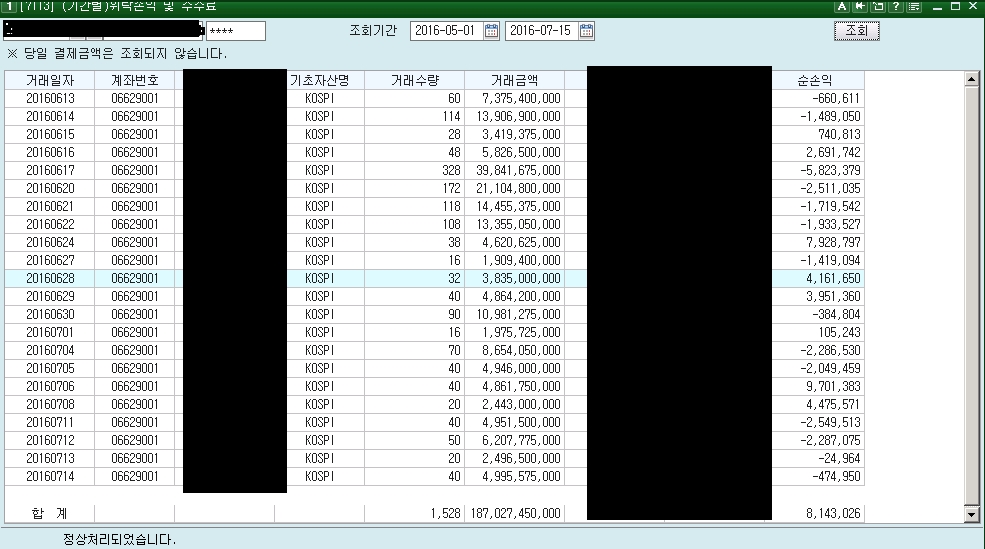 1 [7113] (기간별)위탁손익 및 수수료
**** 조회기간 2016-05-01 2016-07-15 조회
※ 당일 결제금액은 조회되지 않습니다.
거래일자 계좌번호 기초자산명 거래수량 거래금액 순손익
20160613 06629001 KOSPI 60 7,375,400,000 -660,611
20160614 06629001 KOSPI 114 13,906,900,000 -1,489,050
20160615 06629001 KOSPI 28 3,419,375,000 740,813
20160616 06629001 KOSPI 48 5,826,500,000 2,691,742
20160617 06629001 KOSPI 328 39,841,675,000 -5,823,379
20160620 06629001 KOSPI 172 21,104,800,000 -2,511,035
20160621 06629001 KOSPI 118 14,455,375,000 -1,719,542
20160622 06629001 KOSPI 108 13,355,050,000 -1,933,527
20160624 06629001 KOSPI 38 4,620,625,000 7,928,797
20160627 06629001 KOSPI 16 1,909,400,000 -1,419,094
20160628 06629001 KOSPI 32 3,835,000,000 4,161,650
20160629 06629001 KOSPI 40 4,864,200,000 3,951,360
20160630 06629001 KOSPI 90 10,981,275,000 -384,804
20160701 06629001 KOSPI 16 1,975,725,000 105,243
20160704 06629001 KOSPI 70 8,654,050,000 -2,286,530
20160705 06629001 KOSPI 40 4,946,000,000 -2,049,459
20160706 06629001 KOSPI 40 4,861,750,000 9,701,383
20160708 06629001 KOSPI 20 2,443,000,000 4,475,571
20160711 06629001 KOSPI 40 4,951,500,000 -2,549,513
20160712 06629001 KOSPI 50 6,207,775,000 -2,287,075
20160713 06629001 KOSPI 20 2,496,500,000 -24,964
20160714 06629001 KOSPI 40 4,995,575,000 -474,950
합 계 1,528 187,027,450,000 8,143,026
정상처리되었습니다.